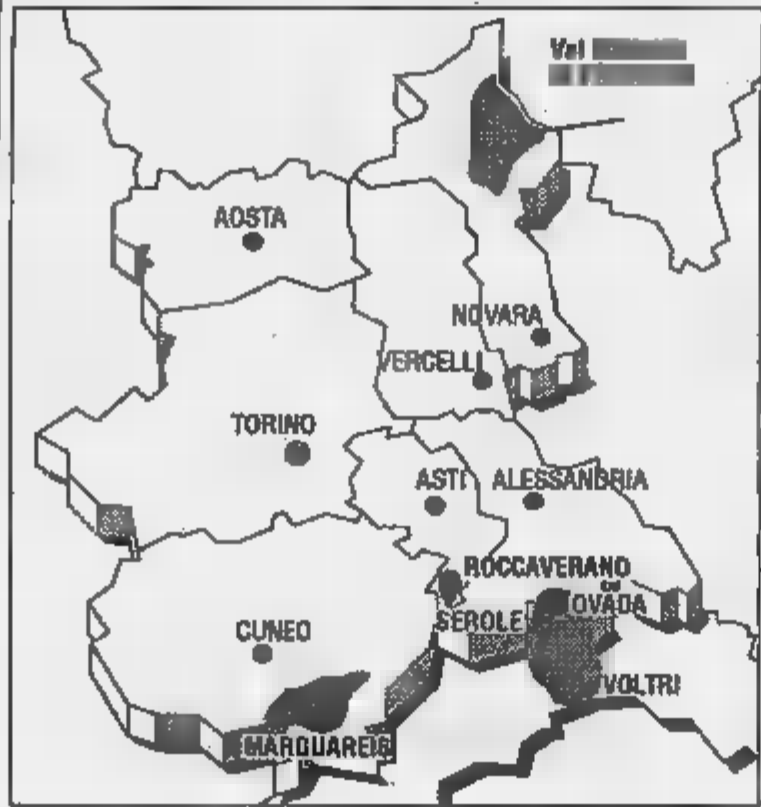 Val
AOSTA
NOVARA
VERCELLI
TORINO
ASTI ALESSANDRIA
ROCCAVERANO
OVADA
SEROLE
CUNEO
VOLTRI
MARGUAREIS